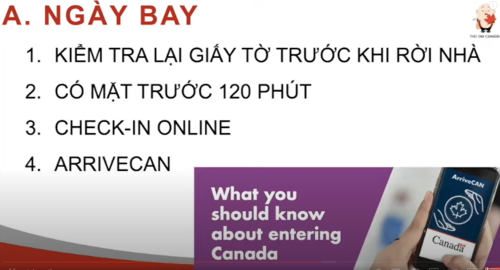 A. NGÀY BAY
1. KIỂM TRA LẠI GIẤY TỜ TRƯỚC KHI RỜI NHÀ
2. CÓ MẶT TRƯỚC 120 PHÚT
3. CHECK-IN ONLINE
4. ARRIVECAN
What you
should know
about entering
Canada
ArriveCAN
Canada